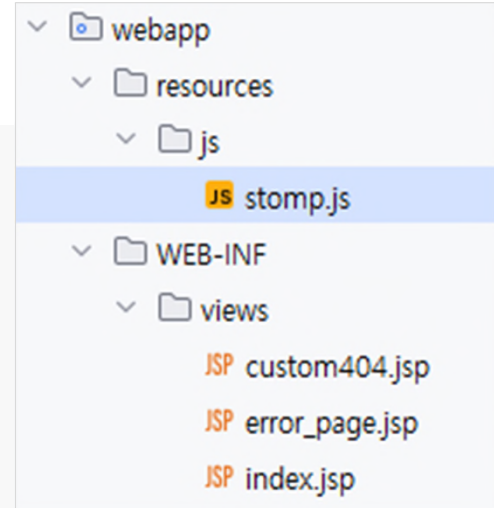 webapp
resources
js
JS stomp.js
WEB-INF
views
JSP custom404.jsp
JSP error_page.jsp
JSP index.jsp